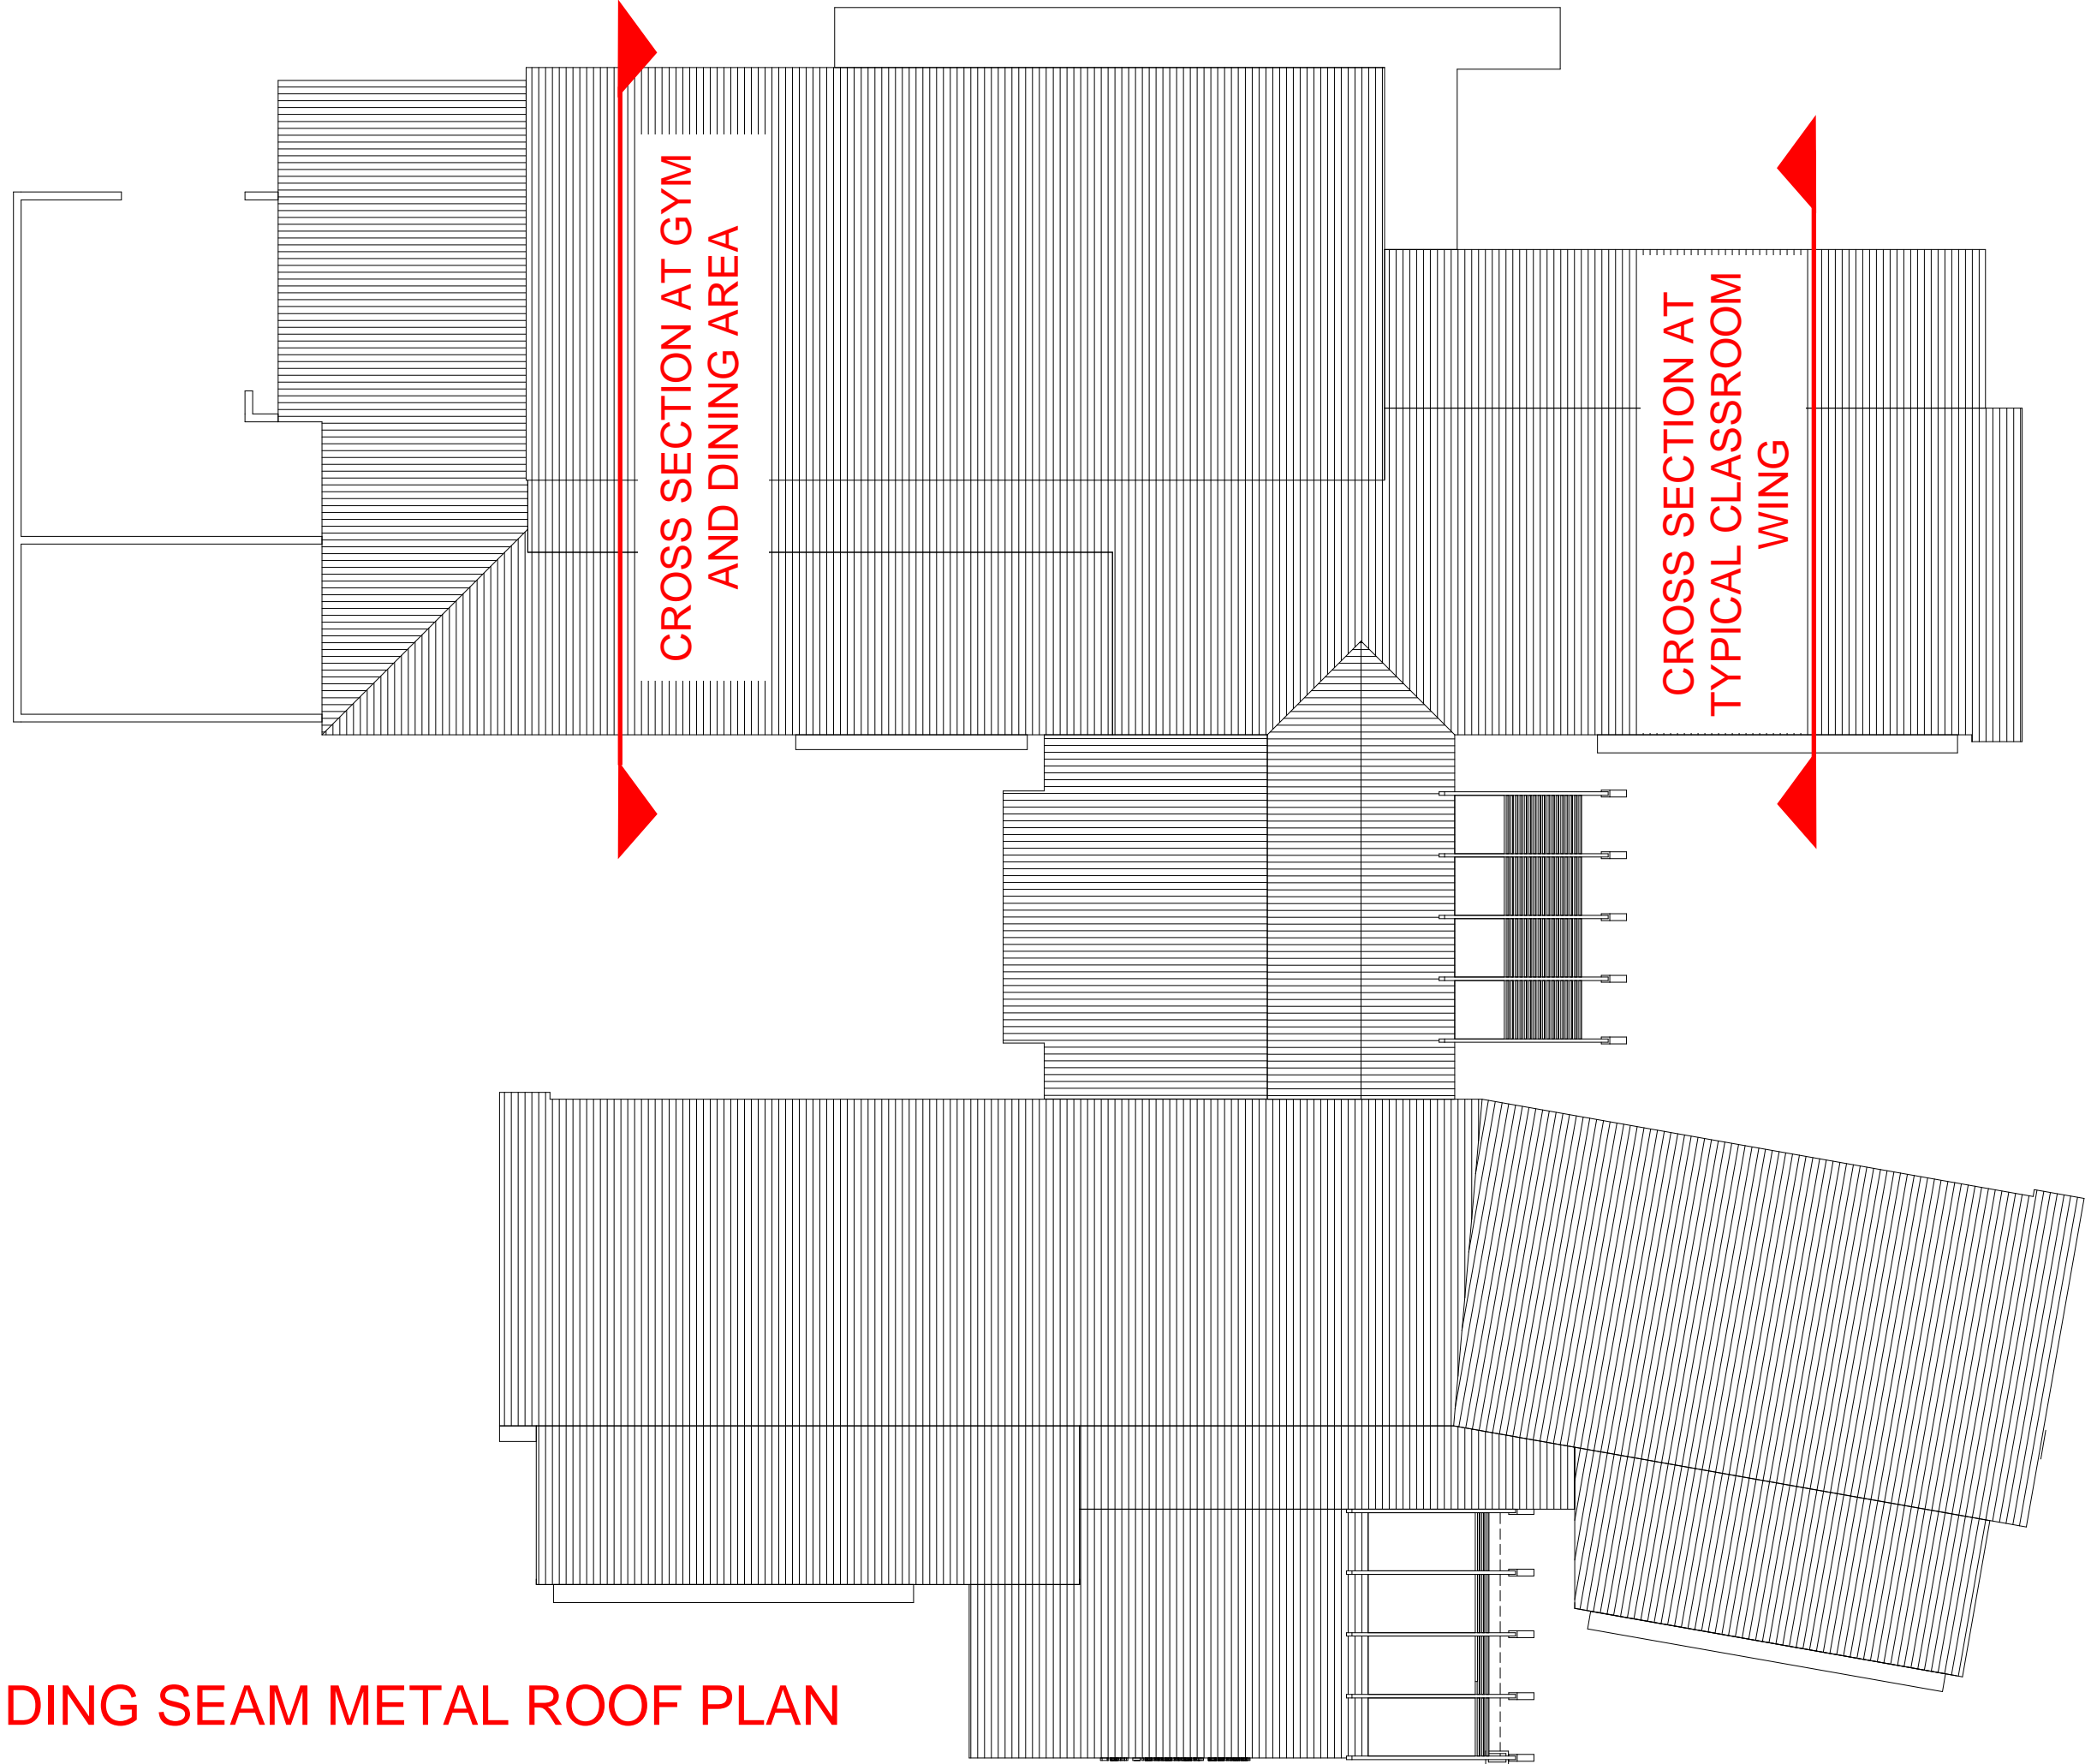 CROSS SECTION AT GYM
AND DINING AREA
CROSS SECTION AT
TYPICAL CLASSROOM
WING
DING SEAM METAL ROOF PLAN